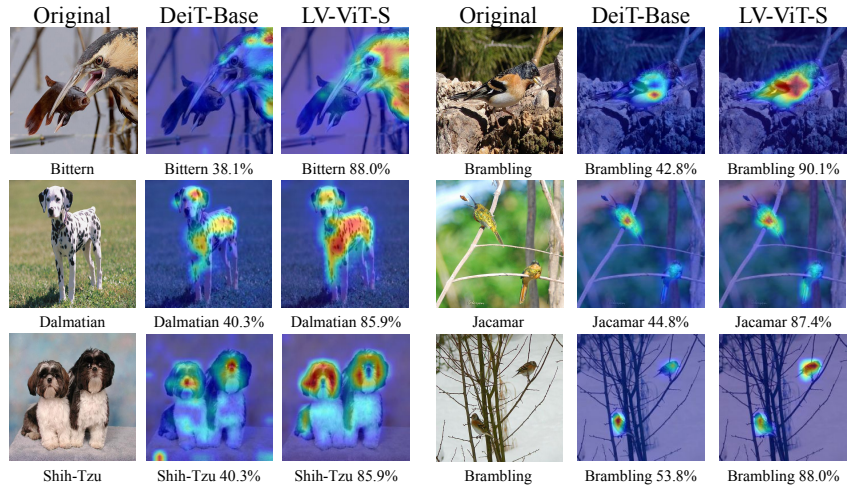 Original DeiT-Base LV-ViT-S Original DeiT-Base LV-ViT-S
Bittern Bittern 38.1% Bittern 88.0% Brambling Brambling 42.8% Brambling 90.1%
Dalmatian Dalmatian 40.3% Dalmatian 85.9% Jacamar Jacamar 44.8% Jacamar 87.4%
Shih-Tzu Shih-Tzu 40.3% Shih-Tzu 85.9% Brambling Brambling 53.8% Brambling 88.0%